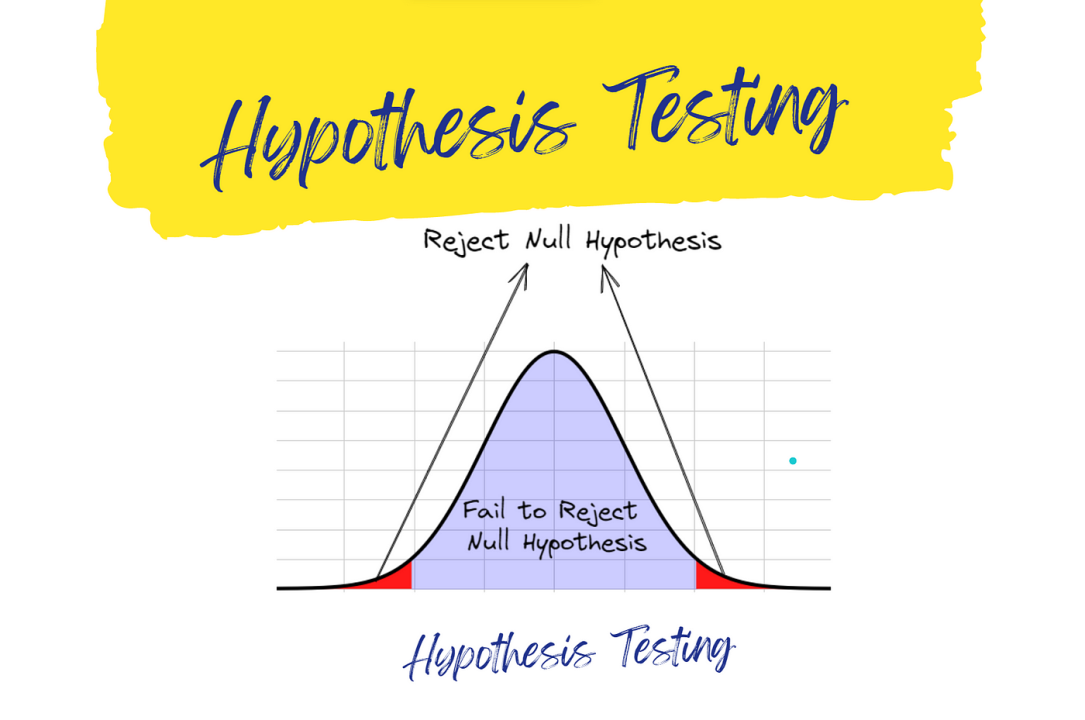 Hypothesis Testing
Reject Null Hypothesis
Fail to Reject
Null Hypothesis
Hypothesis Testing